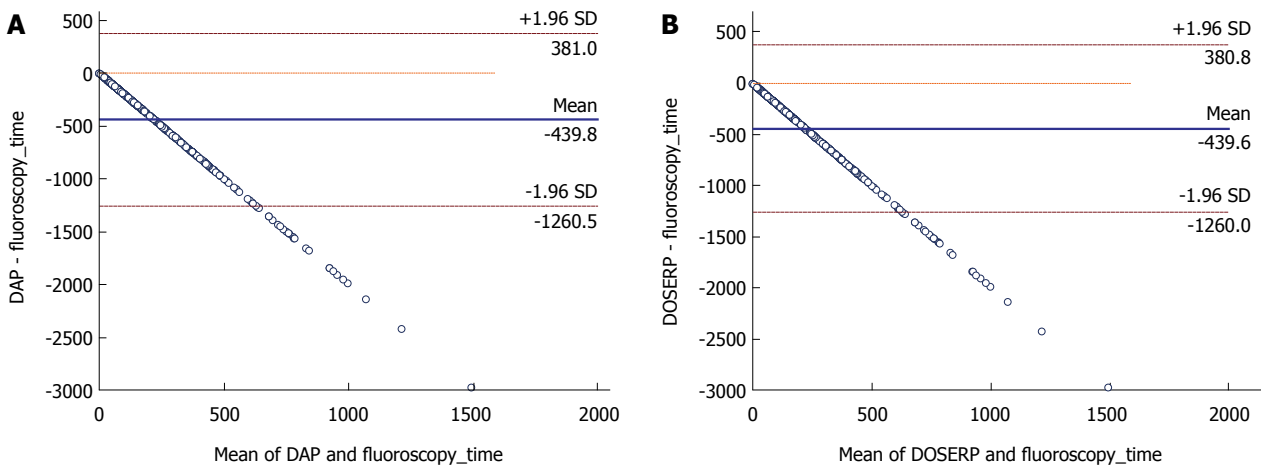 A
DAP - fluoroscopy_time
500
0
-500
-1000
-1500
-2000
-2500
-3000
+1.96 SD
381.0
Mean
-439.8
-1.96 SD
-1260.5
0
500
1000
1500
2000
Mean of DAP and fluoroscopy_time
B
DOSERP - fluoroscopy_time
500
0
-500
-1000
-1500
-2000
-2500
-3000
+1.96 SD
380.8
Mean
-439.6
-1.96 SD
-1260.0
0
500
1000
1500
2000
Mean of DOSERP and fluoroscopy_time